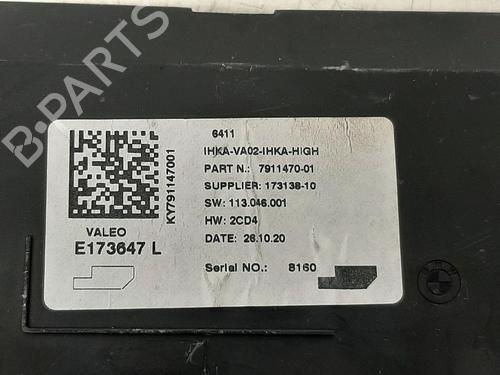 B-PARTS
KY791147001
VALEO
E173647 L
6411
IHKA-VA02-IHKA-HIGH
PART N.: 7911470-01
SUPPLIER: 173138-10
SW: 113.046.001
HW: 2CD4
DATE: 26.10.20
Serial NO.: 8160